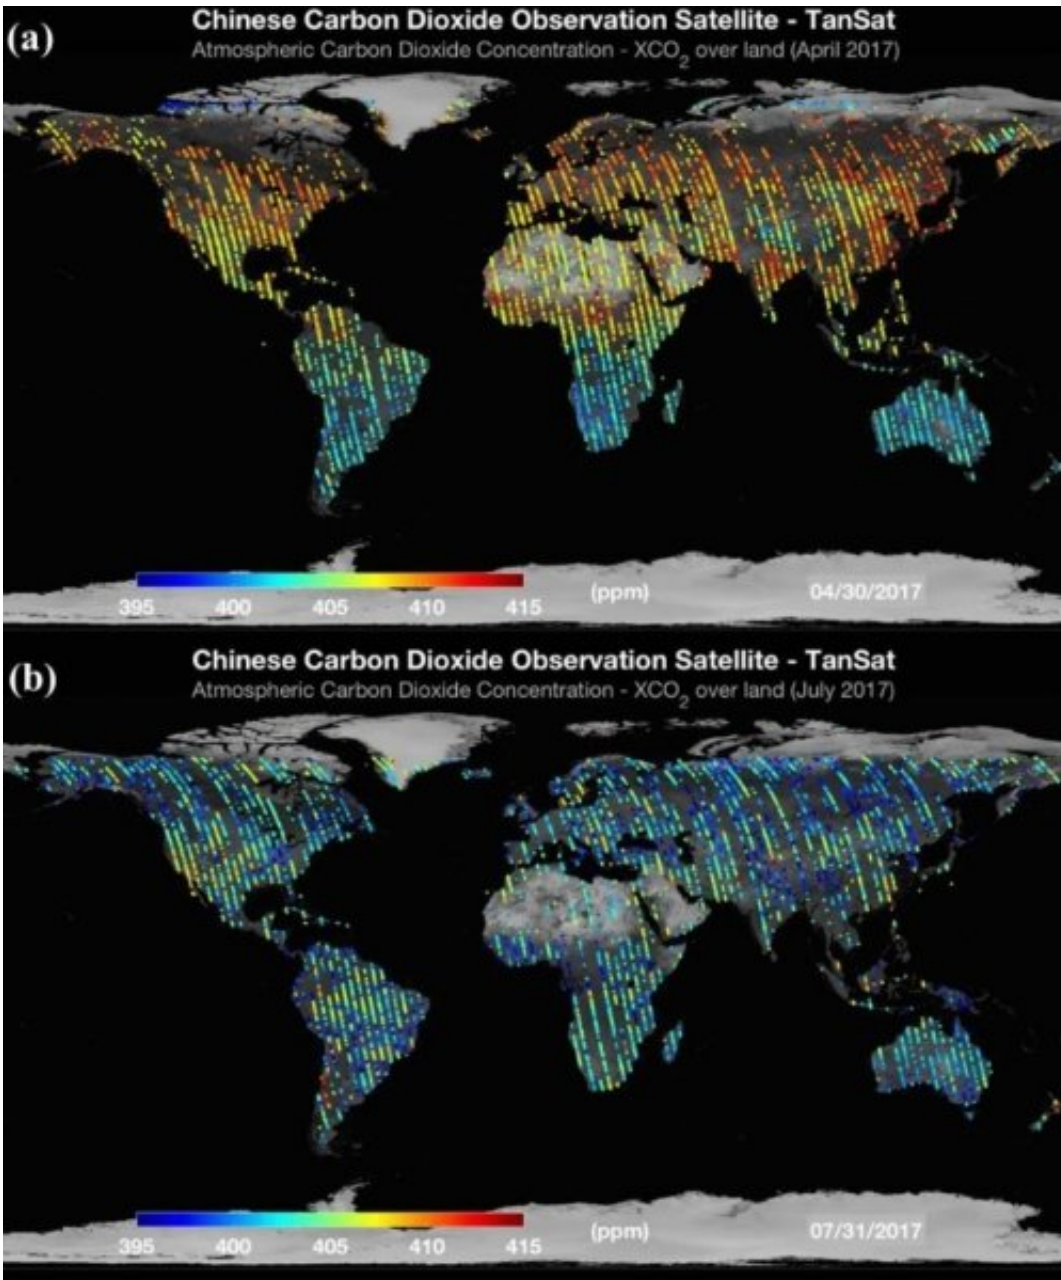 (a)
Chinese Carbon Dioxide Observation Satellite - TanSat
Atmospheric Carbon Dioxide Concentration - XCO₂ over land (April 2017)
395 400 405 410 415 (ppm) 04/30/2017
(b)
Chinese Carbon Dioxide Observation Satellite - TanSat
Atmospheric Carbon Dioxide Concentration - XCO₂ over land (July 2017)
395 400 405 410 415 (ppm) 07/31/2017